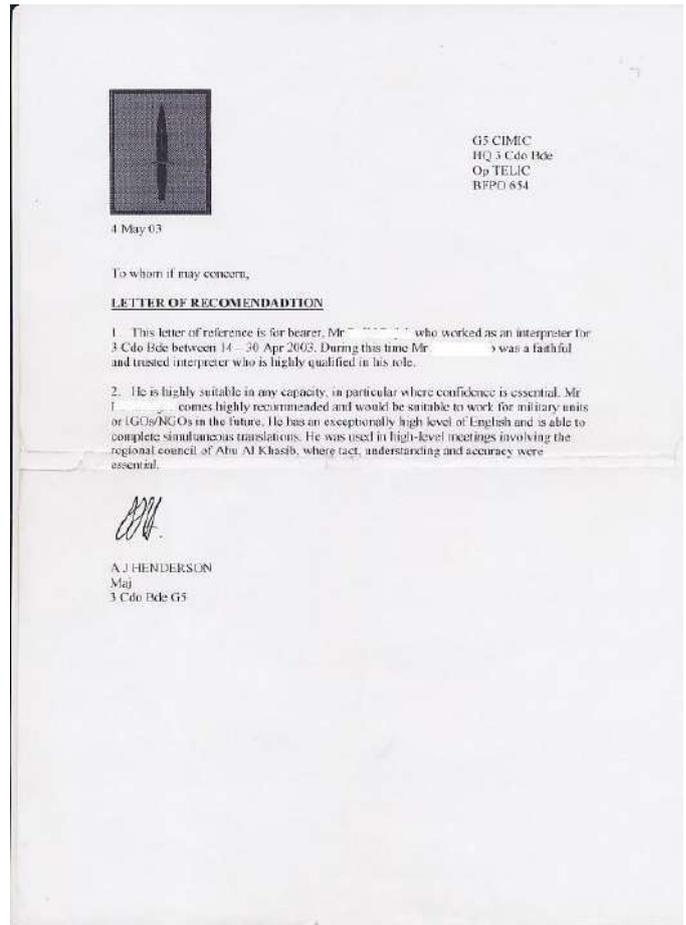 G5 CIMIC
HQ 3 Cdo Bde
Op TELIC
BFPO 654
4 May 03
To whom if may concern,
LETTER OF RECOMENDADTION
1. This letter of reference is for bearer, Mr who worked as an interpreter for
3 Cdo Bde between 14 – 30 Apr 2003. During this time Mr was a faithful
and trusted interpreter who is highly qualified in his role.
2. He is highly suitable in any capacity, in particular where confidence is essential. Mr
comes highly recommended and would be suitable to work for military units
or IGOs/NGOs in the future. He has an exceptionally high level of English and is able to
complete simultaneous translations. He was used in high-level meetings involving the
regional council of Abu Al Khasib, where tact, understanding and accuracy were
essential.
A J HENDERSON
Maj
3 Cdo Bde G5